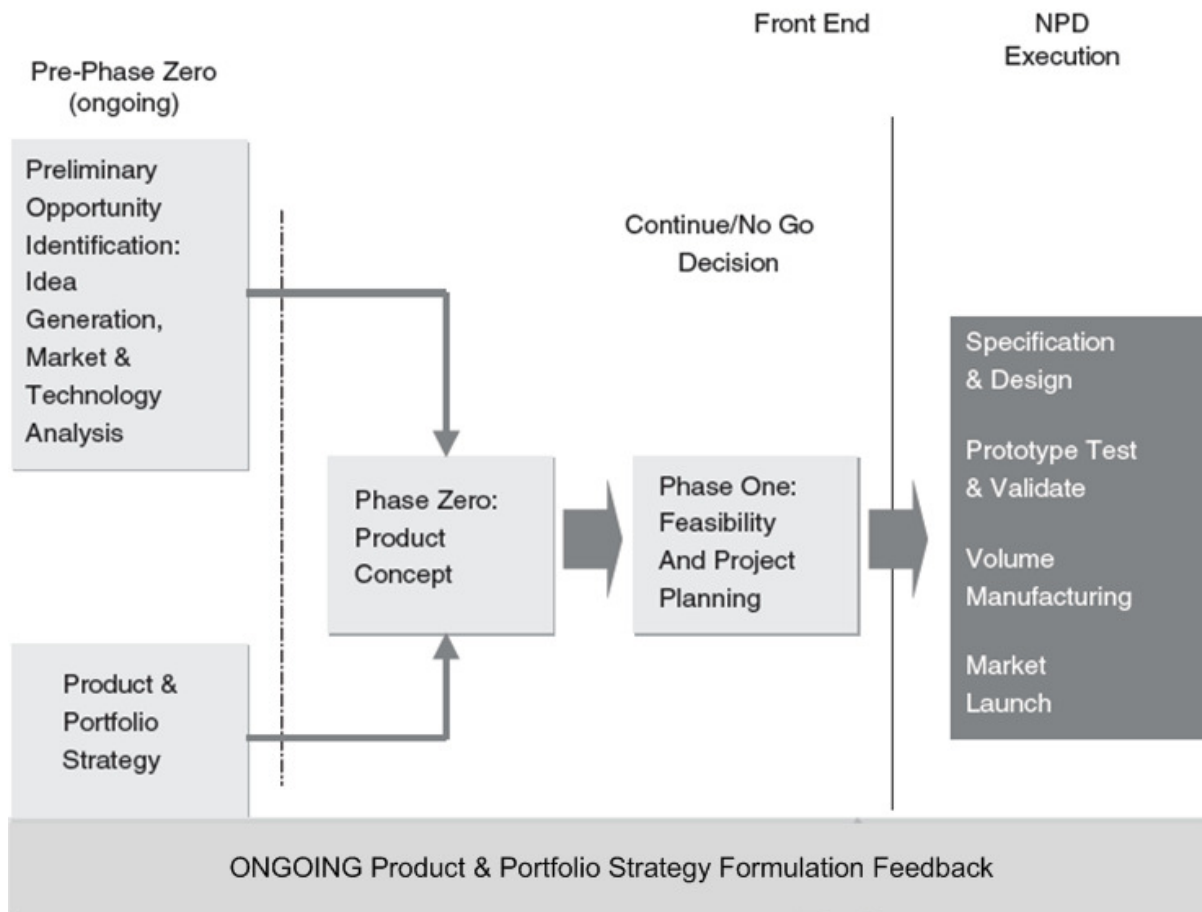 Front End
NPD
Execution
Pre-Phase Zero
(ongoing)
Preliminary
Opportunity
Identification:
Idea
Generation,
Market &
Technology
Analysis
Continue/No Go
Decision
Phase Zero:
Product
Concept
Phase One:
Feasibility
And Project
Planning
Specification
& Design
Prototype Test
& Validate
Volume
Manufacturing
Market
Launch
Product &
Portfolio
Strategy
ONGOING Product & Portfolio Strategy Formulation Feedback